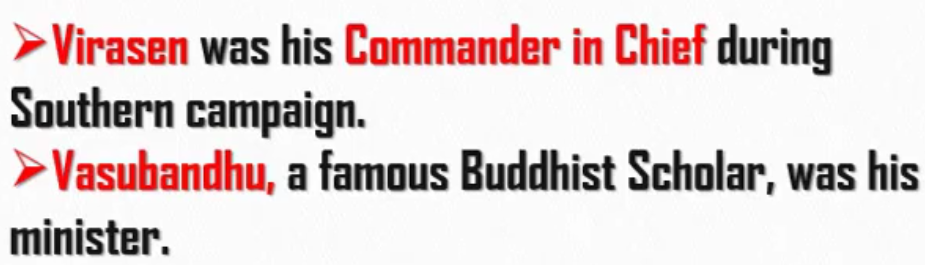 ➢Virasen was his Commander in Chief during
Southern campaign.
➢Vasubandhu, a famous Buddhist Scholar, was his
minister.